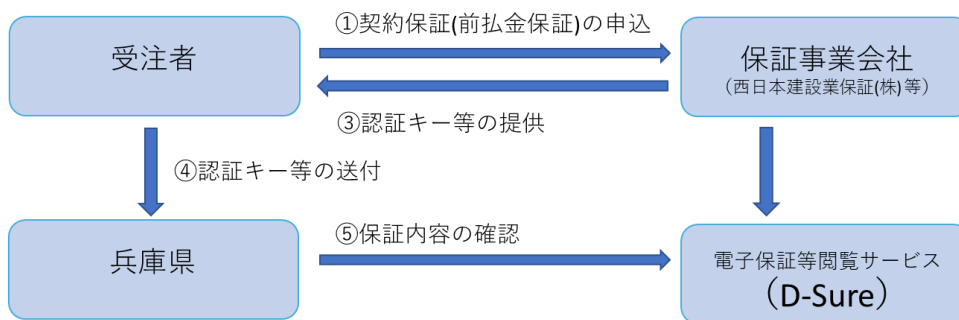 ①契約保証(前払金保証)の申込
受注者
保証事業会社
（西日本建設業保証(株)等）
③認証キー等の提供
④認証キー等の送付
兵庫県
⑤保証内容の確認
電子保証等閲覧サービス
（D-Sure）